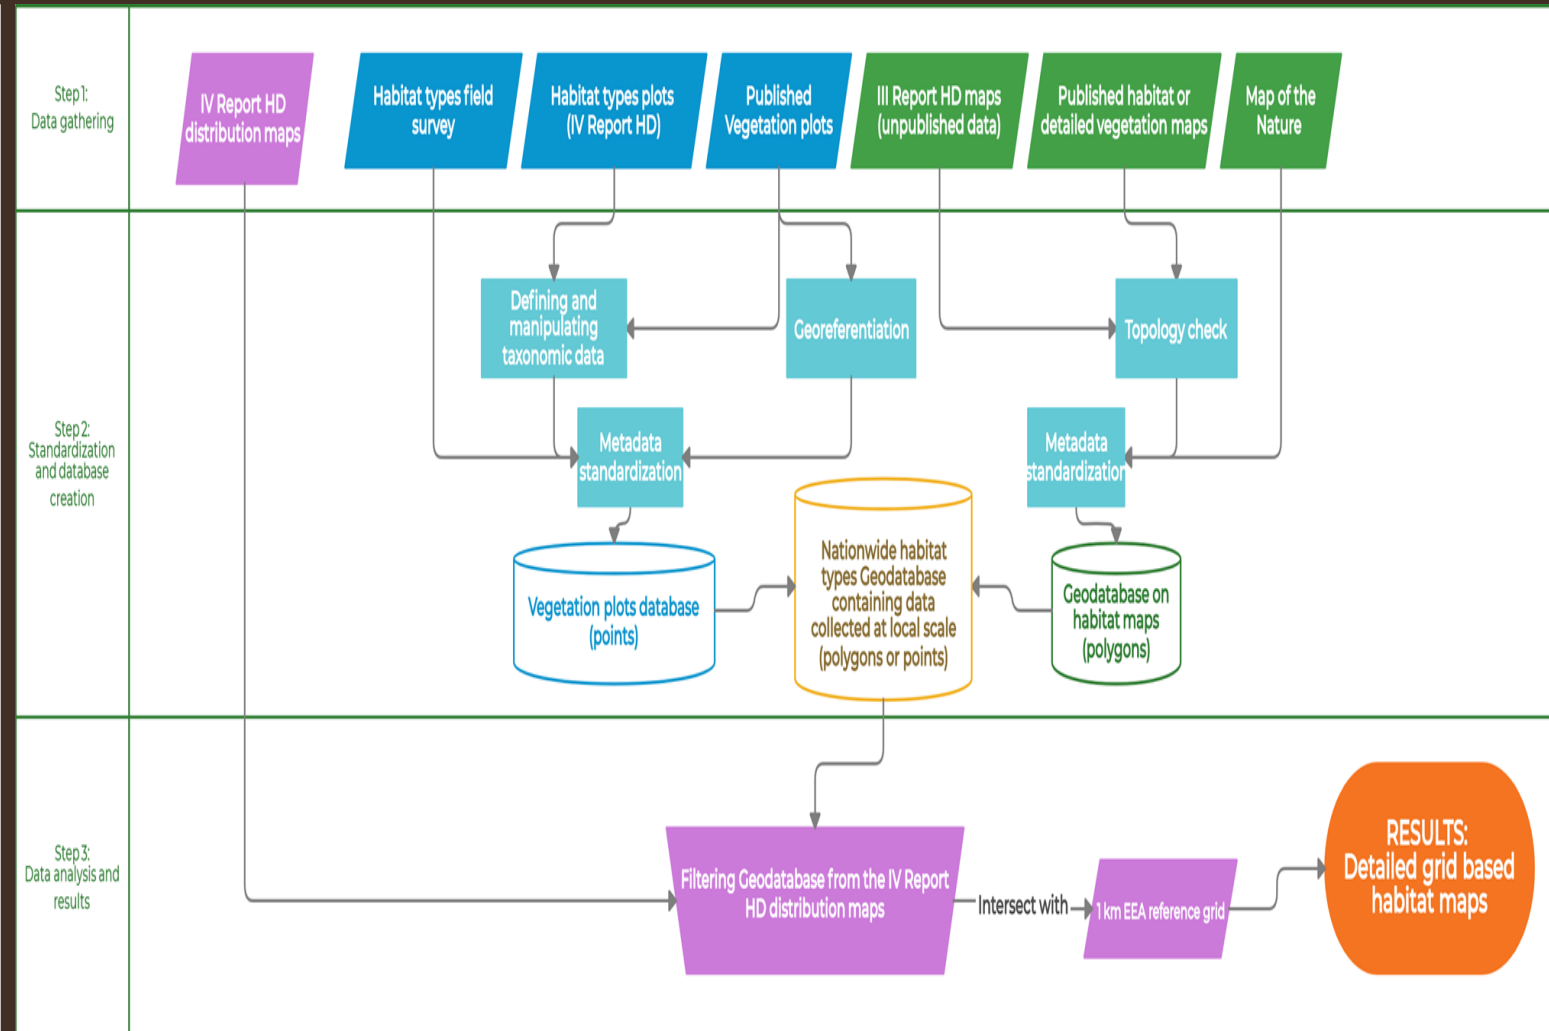 Step 1:
Data gathering
IV Report HD
distribution maps
Habitat types field
survey
Habitat types plots
(IV Report HD)
Published
Vegetation plots
III Report HD maps
(unpublished data)
Published habitat or
detailed vegetation maps
Map of the
Nature
Step 2:
Standardization
and database
creation
Defining and
manipulating
taxonomic data
Georeferentiation
Topology check
Metadata
standardization
Metadata
standardization
Vegetation plots database
(points)
Nationwide habitat
types Geodatabase
containing data
collected at local scale
(polygons or points)
Geodatabase on
habitat maps
(polygons)
Step 3:
Data analysis and
results
Filtering Geodatabase from the IV Report
HD distribution maps
Intersect with
1 km EEA reference grid
RESULTS:
Detailed grid based
habitat maps